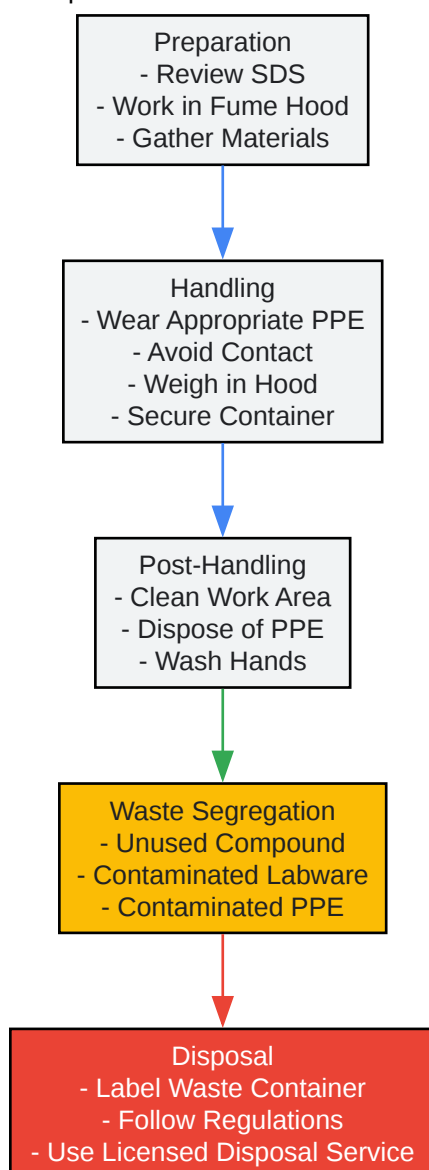 Preparation
- Review SDS
- Work in Fume Hood
- Gather Materials
Handling
- Wear Appropriate PPE
- Avoid Contact
- Weigh in Hood
- Secure Container
Post-Handling
- Clean Work Area
- Dispose of PPE
- Wash Hands
Waste Segregation
- Unused Compound
- Contaminated Labware
- Contaminated PPE
Disposal
- Label Waste Container
- Follow Regulations
- Use Licensed Disposal Service